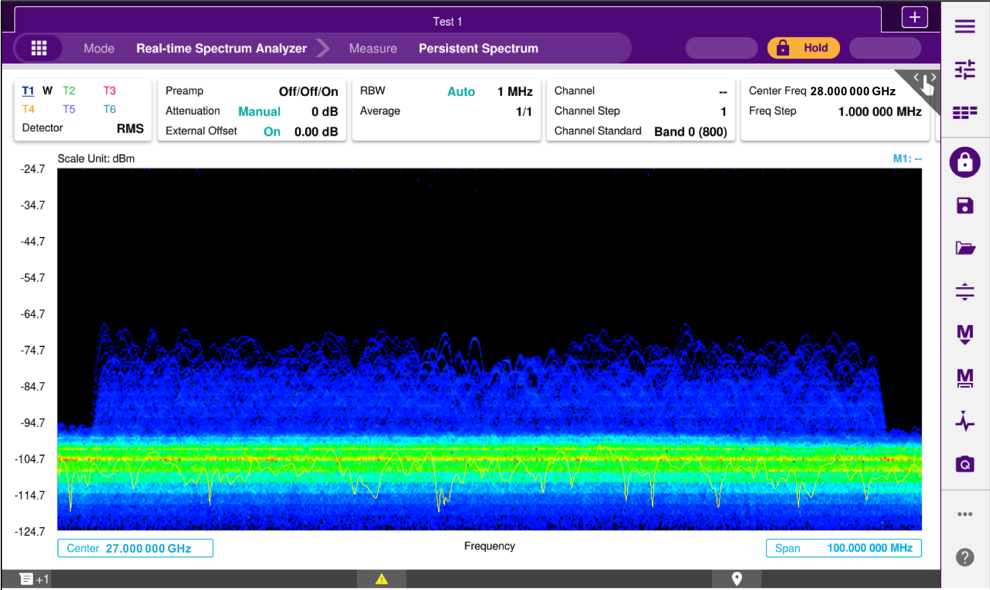 Test 1
+
Mode Real-time Spectrum Analyzer Measure Persistent Spectrum Hold
T1 W T2 T3
T4 T5 T6
Detector RMS
Preamp Off/Off/On
Attenuation Manual 0 dB
External Offset On 0.00 dB
RBW Auto 1 MHz
Average 1/1
Channel --
Channel Step 1
Channel Standard Band 0 (800)
Center Freq 28.000 000 GHz
Freq Step 1.000 000 MHz
Scale Unit: dBm M1: --
-24.7
-34.7
-44.7
-54.7
-64.7
-74.7
-84.7
-94.7
-104.7
-114.7
-124.7
Center 27.000 000 GHz Frequency Span 100.000 000 MHz
+1
M
M
?